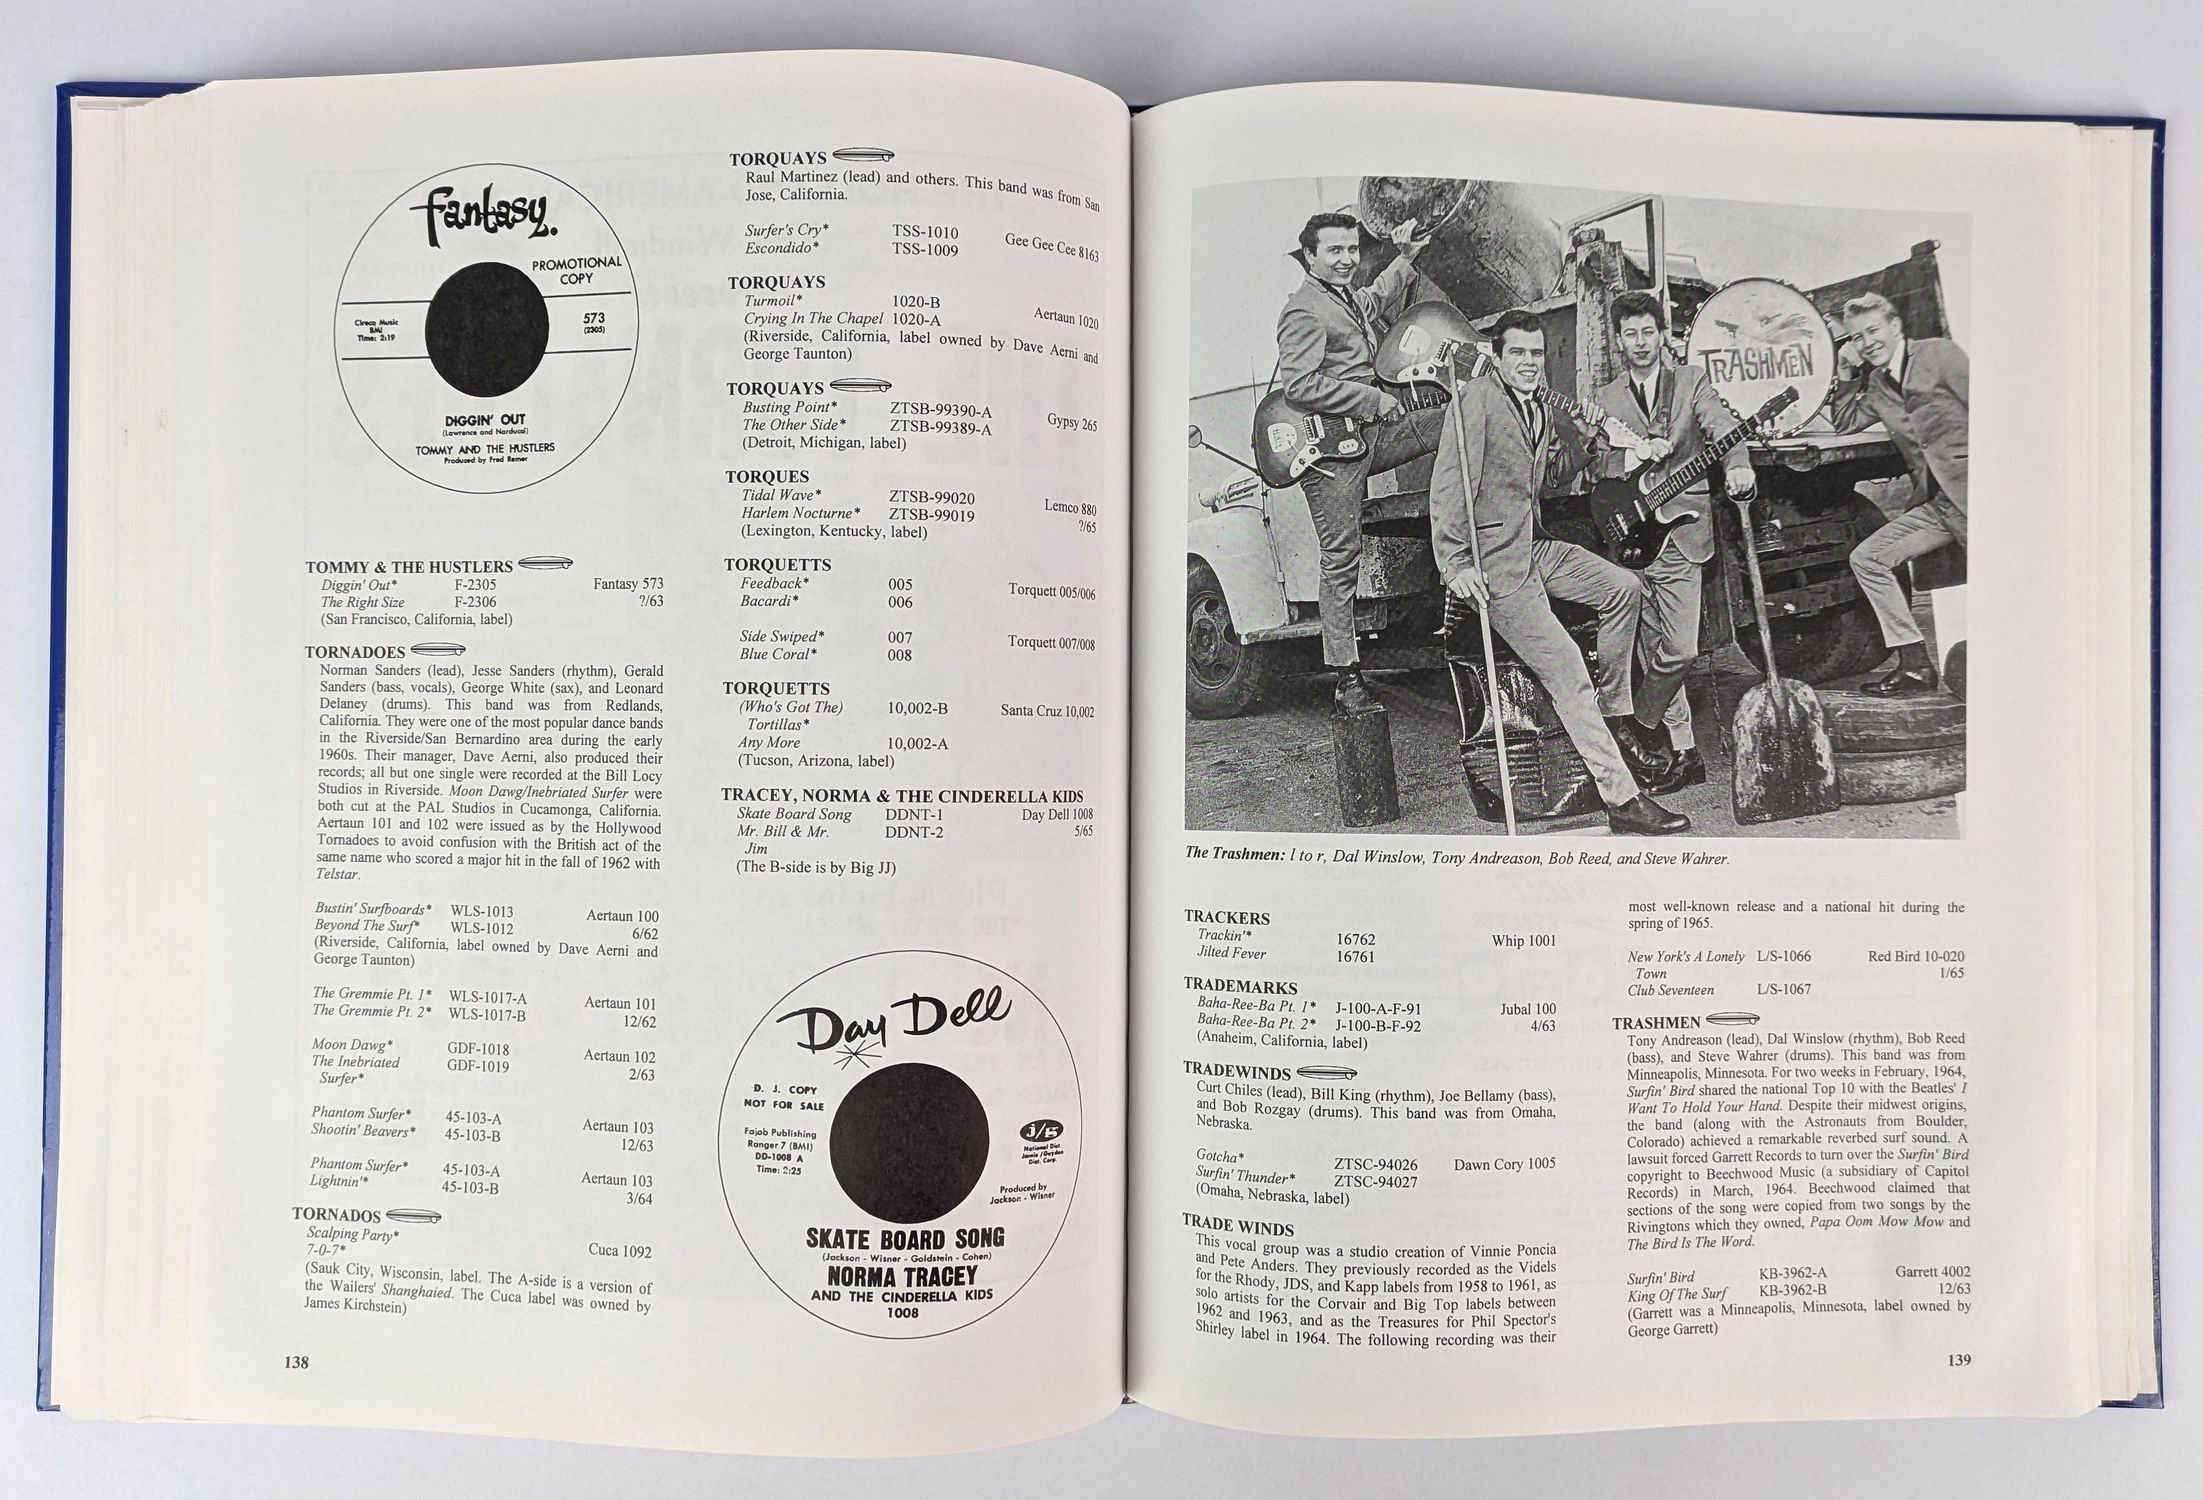 fantasy.
PROMOTIONAL
COPY
Cireco Music
BMI
Time: 2:19
573
(2305)
DIGGIN' OUT
(Lawrence and Narducci)
TOMMY AND THE HUSTLERS
Produced by Fred Remer
TOMMY & THE HUSTLERS
Diggin' Out* F-2305 Fantasy 573
The Right Size F-2306 ?/63
(San Francisco, California, label)
TORNADOES
Norman Sanders (lead), Jesse Sanders (rhythm), Gerald
Sanders (bass, vocals), George White (sax), and Leonard
Delaney (drums). This band was from Redlands,
California. They were one of the most popular dance bands
in the Riverside/San Bernardino area during the early
1960s. Their manager, Dave Aerni, also produced their
records; all but one single were recorded at the Bill Locy
Studios in Riverside. Moon Dawg/Inebriated Surfer were
both cut at the PAL Studios in Cucamonga, California.
Aertaun 101 and 102 were issued as by the Hollywood
Tornadoes to avoid confusion with the British act of the
same name who scored a major hit in the fall of 1962 with
Telstar.
Bustin' Surfboards* WLS-1013 Aertaun 100
Beyond The Surf* WLS-1012 6/62
(Riverside, California, label owned by Dave Aerni and
George Taunton)
The Gremmie Pt. 1* WLS-1017-A Aertaun 101
The Gremmie Pt. 2* WLS-1017-B 12/62
Moon Dawg* GDF-1018 Aertaun 102
The Inebriated GDF-1019 2/63
Surfer*
Phantom Surfer* 45-103-A Aertaun 103
Shootin' Beavers* 45-103-B 12/63
Phantom Surfer* 45-103-A Aertaun 103
Lightnin'* 45-103-B 3/64
TORNADOS
Scalping Party*
7-0-7* Cuca 1092
(Sauk City, Wisconsin, label. The A-side is a version of
the Wailers' Shanghaied. The Cuca label was owned by
James Kirchstein)
138
TORQUAYS
Raul Martinez (lead) and others. This band was from San
Jose, California.
Surfer's Cry* TSS-1010 Gee Gee Cee 8163
Escondido* TSS-1009
TORQUAYS
Turmoil* 1020-B Aertaun 1020
Crying In The Chapel 1020-A
(Riverside, California, label owned by Dave Aerni and
George Taunton)
TORQUAYS
Busting Point* ZTSB-99390-A Gypsy 265
The Other Side* ZTSB-99389-A
(Detroit, Michigan, label)
TORQUES
Tidal Wave* ZTSB-99020 Lemco 880
Harlem Nocturne* ZTSB-99019 ?/65
(Lexington, Kentucky, label)
TORQUETTS
Feedback* 005 Torquett 005/006
Bacardi* 006
Side Swiped* 007 Torquett 007/008
Blue Coral* 008
TORQUETTS
(Who's Got The) 10,002-B Santa Cruz 10,002
Tortillas*
Any More 10,002-A
(Tucson, Arizona, label)
TRACEY, NORMA & THE CINDERELLA KIDS
Skate Board Song DDNT-1 Day Dell 1008
Mr. Bill & Mr. DDNT-2 5/65
Jim
(The B-side is by Big JJ)
Day Dell
D. J. COPY
NOT FOR SALE
Fajob Publishing
Ranger 7 (BMI)
DD-1008 A
Time: 2:25
j/g
National Dist.
Jamie/Guyden
Dist. Corp.
Produced by
Jackson - Wisner
SKATE BOARD SONG
(Jackson - Wisner - Goldstein - Cohen)
NORMA TRACEY
AND THE CINDERELLA KIDS
1008
TRASHMEN
The Trashmen: l to r, Dal Winslow, Tony Andreason, Bob Reed, and Steve Wahrer.
TRACKERS
Trackin'* 16762 Whip 1001
Jilted Fever 16761
TRADEMARKS
Baha-Ree-Ba Pt. 1* J-100-A-F-91 Jubal 100
Baha-Ree-Ba Pt. 2* J-100-B-F-92 4/63
(Anaheim, California, label)
TRADEWINDS
Curt Chiles (lead), Bill King (rhythm), Joe Bellamy (bass),
and Bob Rozgay (drums). This band was from Omaha,
Nebraska.
Gotcha* ZTSC-94026 Dawn Cory 1005
Surfin' Thunder* ZTSC-94027
(Omaha, Nebraska, label)
TRADE WINDS
This vocal group was a studio creation of Vinnie Poncia
and Pete Anders. They previously recorded as the Videls
for the Rhody, JDS, and Kapp labels from 1958 to 1961, as
solo artists for the Corvair and Big Top labels between
1962 and 1963, and as the Treasures for Phil Spector's
Shirley label in 1964. The following recording was their
most well-known release and a national hit during the
spring of 1965.
New York's A Lonely L/S-1066 Red Bird 10-020
Town 1/65
Club Seventeen L/S-1067
TRASHMEN
Tony Andreason (lead), Dal Winslow (rhythm), Bob Reed
(bass), and Steve Wahrer (drums). This band was from
Minneapolis, Minnesota. For two weeks in February, 1964,
Surfin' Bird shared the national Top 10 with the Beatles' I
Want To Hold Your Hand. Despite their midwest origins,
the band (along with the Astronauts from Boulder,
Colorado) achieved a remarkable reverbed surf sound. A
lawsuit forced Garrett Records to turn over the Surfin' Bird
copyright to Beechwood Music (a subsidiary of Capitol
Records) in March, 1964. Beechwood claimed that
sections of the song were copied from two songs by the
Rivingtons which they owned, Papa Oom Mow Mow and
The Bird Is The Word.
Surfin' Bird KB-3962-A Garrett 4002
King Of The Surf KB-3962-B 12/63
(Garrett was a Minneapolis, Minnesota, label owned by
George Garrett)
139